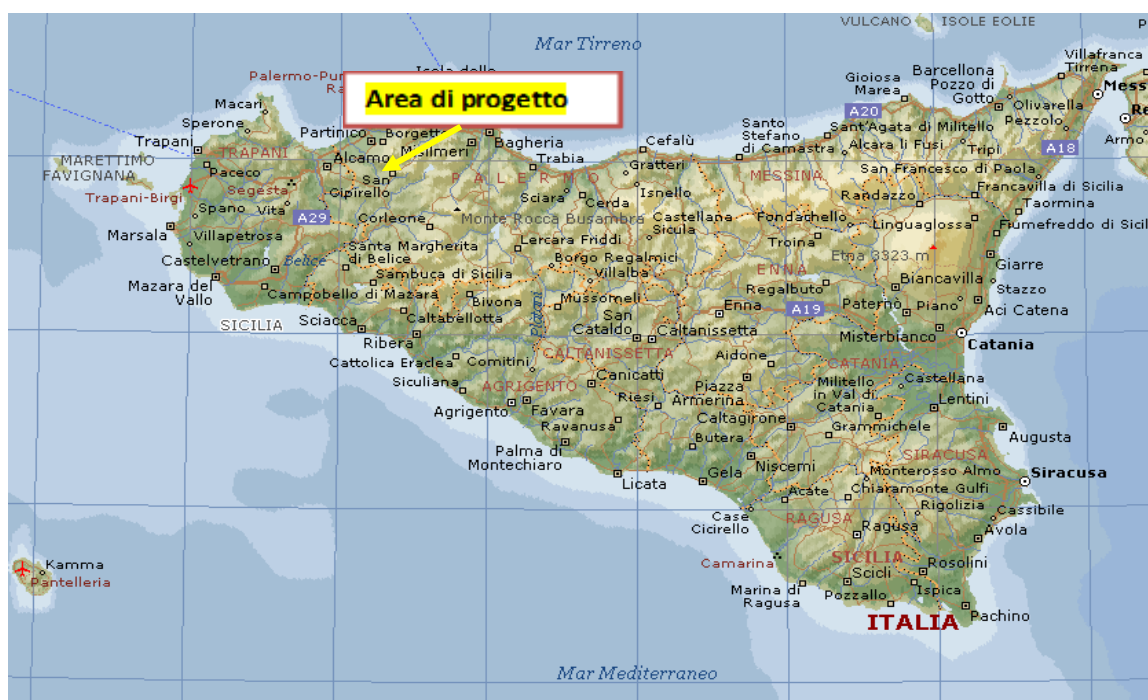 VULCANO
ISOLE EOLIE
Mar Tirreno
Villafranca
Tirrena
Palermo-Pu
Isola delle
Barcellona
Pozzo di
Gotto
Gioiosa
Marea
Mess
Area di progetto
Macari
Sperone
Partinico
Borgetto
A20
Olivarella
Pezzolo
Santo
Stefano
di Camastra
Sant'Agata di Militello
Trapani
TRAPANI
Misilmeri
Bagheria
Cefalù
Alcara li Fusi
Tripi
A18
Armo
MARETTIMO
FAVIGNANA
Paceco
Alcamo
Trabia
Gratteri
San Francesco di Paola
San
Cipirello
PALERMO
MESSINA
Trapani-Birgi
Segesta
Sciara
Cerda
Isnello
Randazzo
Francavilla di Sicilia
Taormina
Spano
Vita
A29
Corleone
Monte Rocca Busambra
Castellana
Sicula
Fondachello
Linguaglossa
Fiumefreddo di Sicil
Marsala
Villapetrosa
Santa Margherita
di Belice
Lercara Friddi
Troina
Etna 3323 m
Castelvetrano
Belice
Borgo Regalmici
ENNA
Giarre
Mazara del
Vallo
Sambuca di Sicilia
Villalba
Regalbuto
Biancavilla
Stazzo
Campobello di Mazara
Bivona
Mussomeli
Enna
A19
Paternò
Piano
Aci Catena
SICILIA
Sciacca
Caltabellotta
Platani
San
Cataldo
Caltanissetta
Misterbianco
Catania
Ribera
Cattolica Eraclea
Comitini
CALTANISSETTA
Aidone
CATANIA
Siculiana
AGRIGENTO
Canicattì
Piazza
Armerina
Militello
in Val di
Catania
Castellana
Agrigento
Favara
Riesi
Caltagirone
Lentini
Ravanusa
Butera
Grammichele
Augusta
Palma di
Montechiaro
Licata
Gela
Niscemi
SIRACUSA
Monterosso Almo
Siracusa
Acate
Chiaramonte Gulfi
Case
Cicirello
RAGUSA
Ragusa
Rigolizia
Cassibile
Avola
Kamma
Pantelleria
Camarina
SICILIA
Scicli
Rosolini
Marina di
Ragusa
Pozzallo
Ispica
Pachino
ITALIA
Mar Mediterraneo